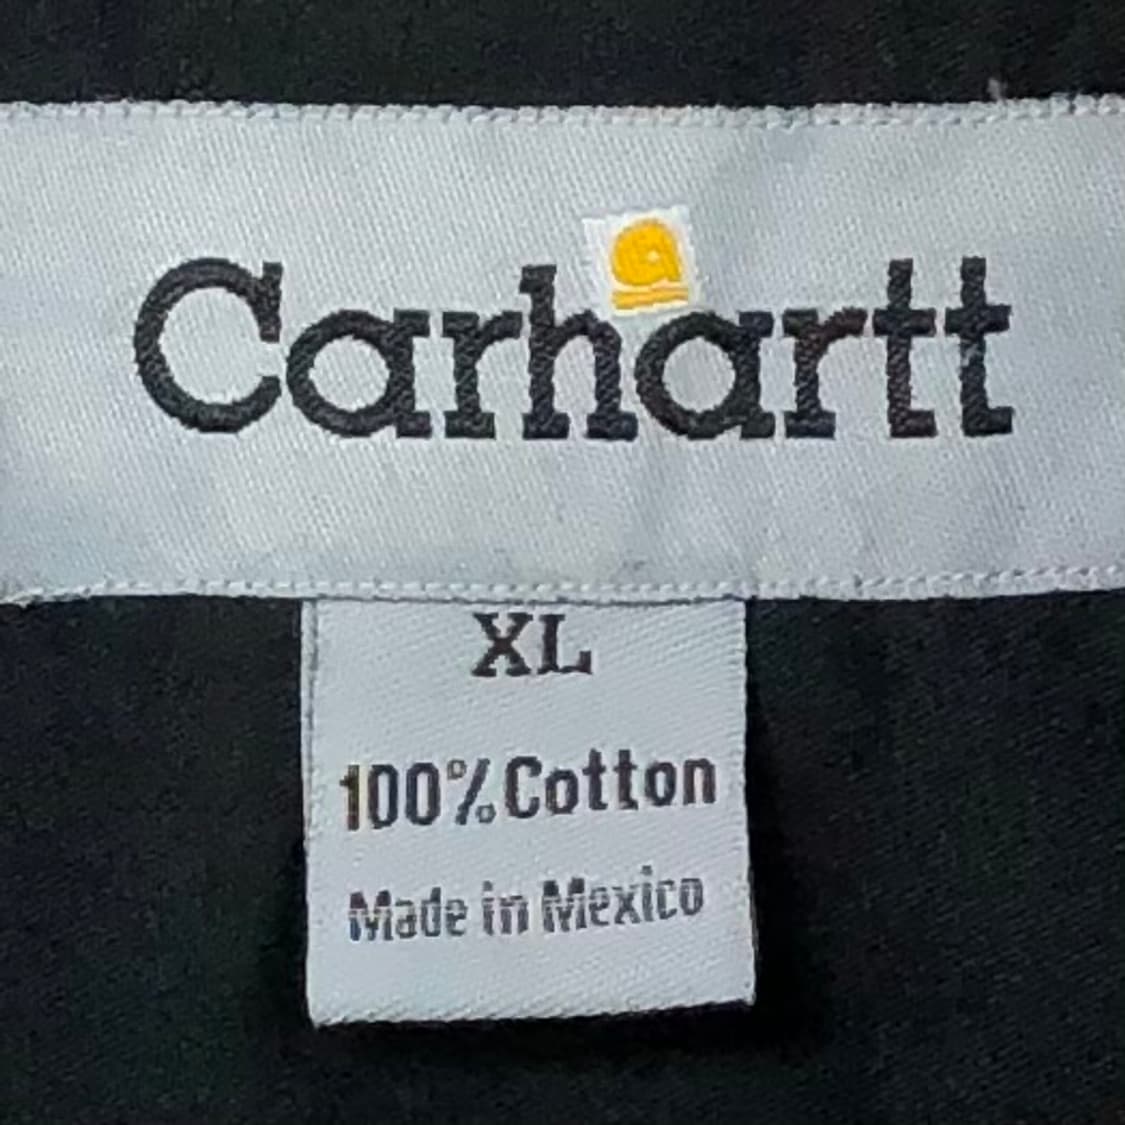 Carhartt
XL
100% Cotton
Made in Mexico